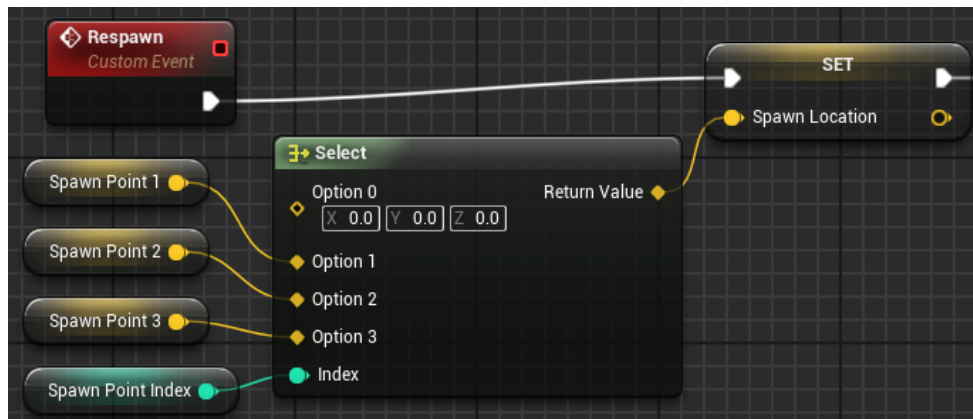 Respawn
Custom Event
SET
Spawn Location
Select
Spawn Point 1
Option 0
Return Value
X 0.0 Y 0.0 Z 0.0
Spawn Point 2
Option 1
Option 2
Spawn Point 3
Option 3
Spawn Point Index
Index